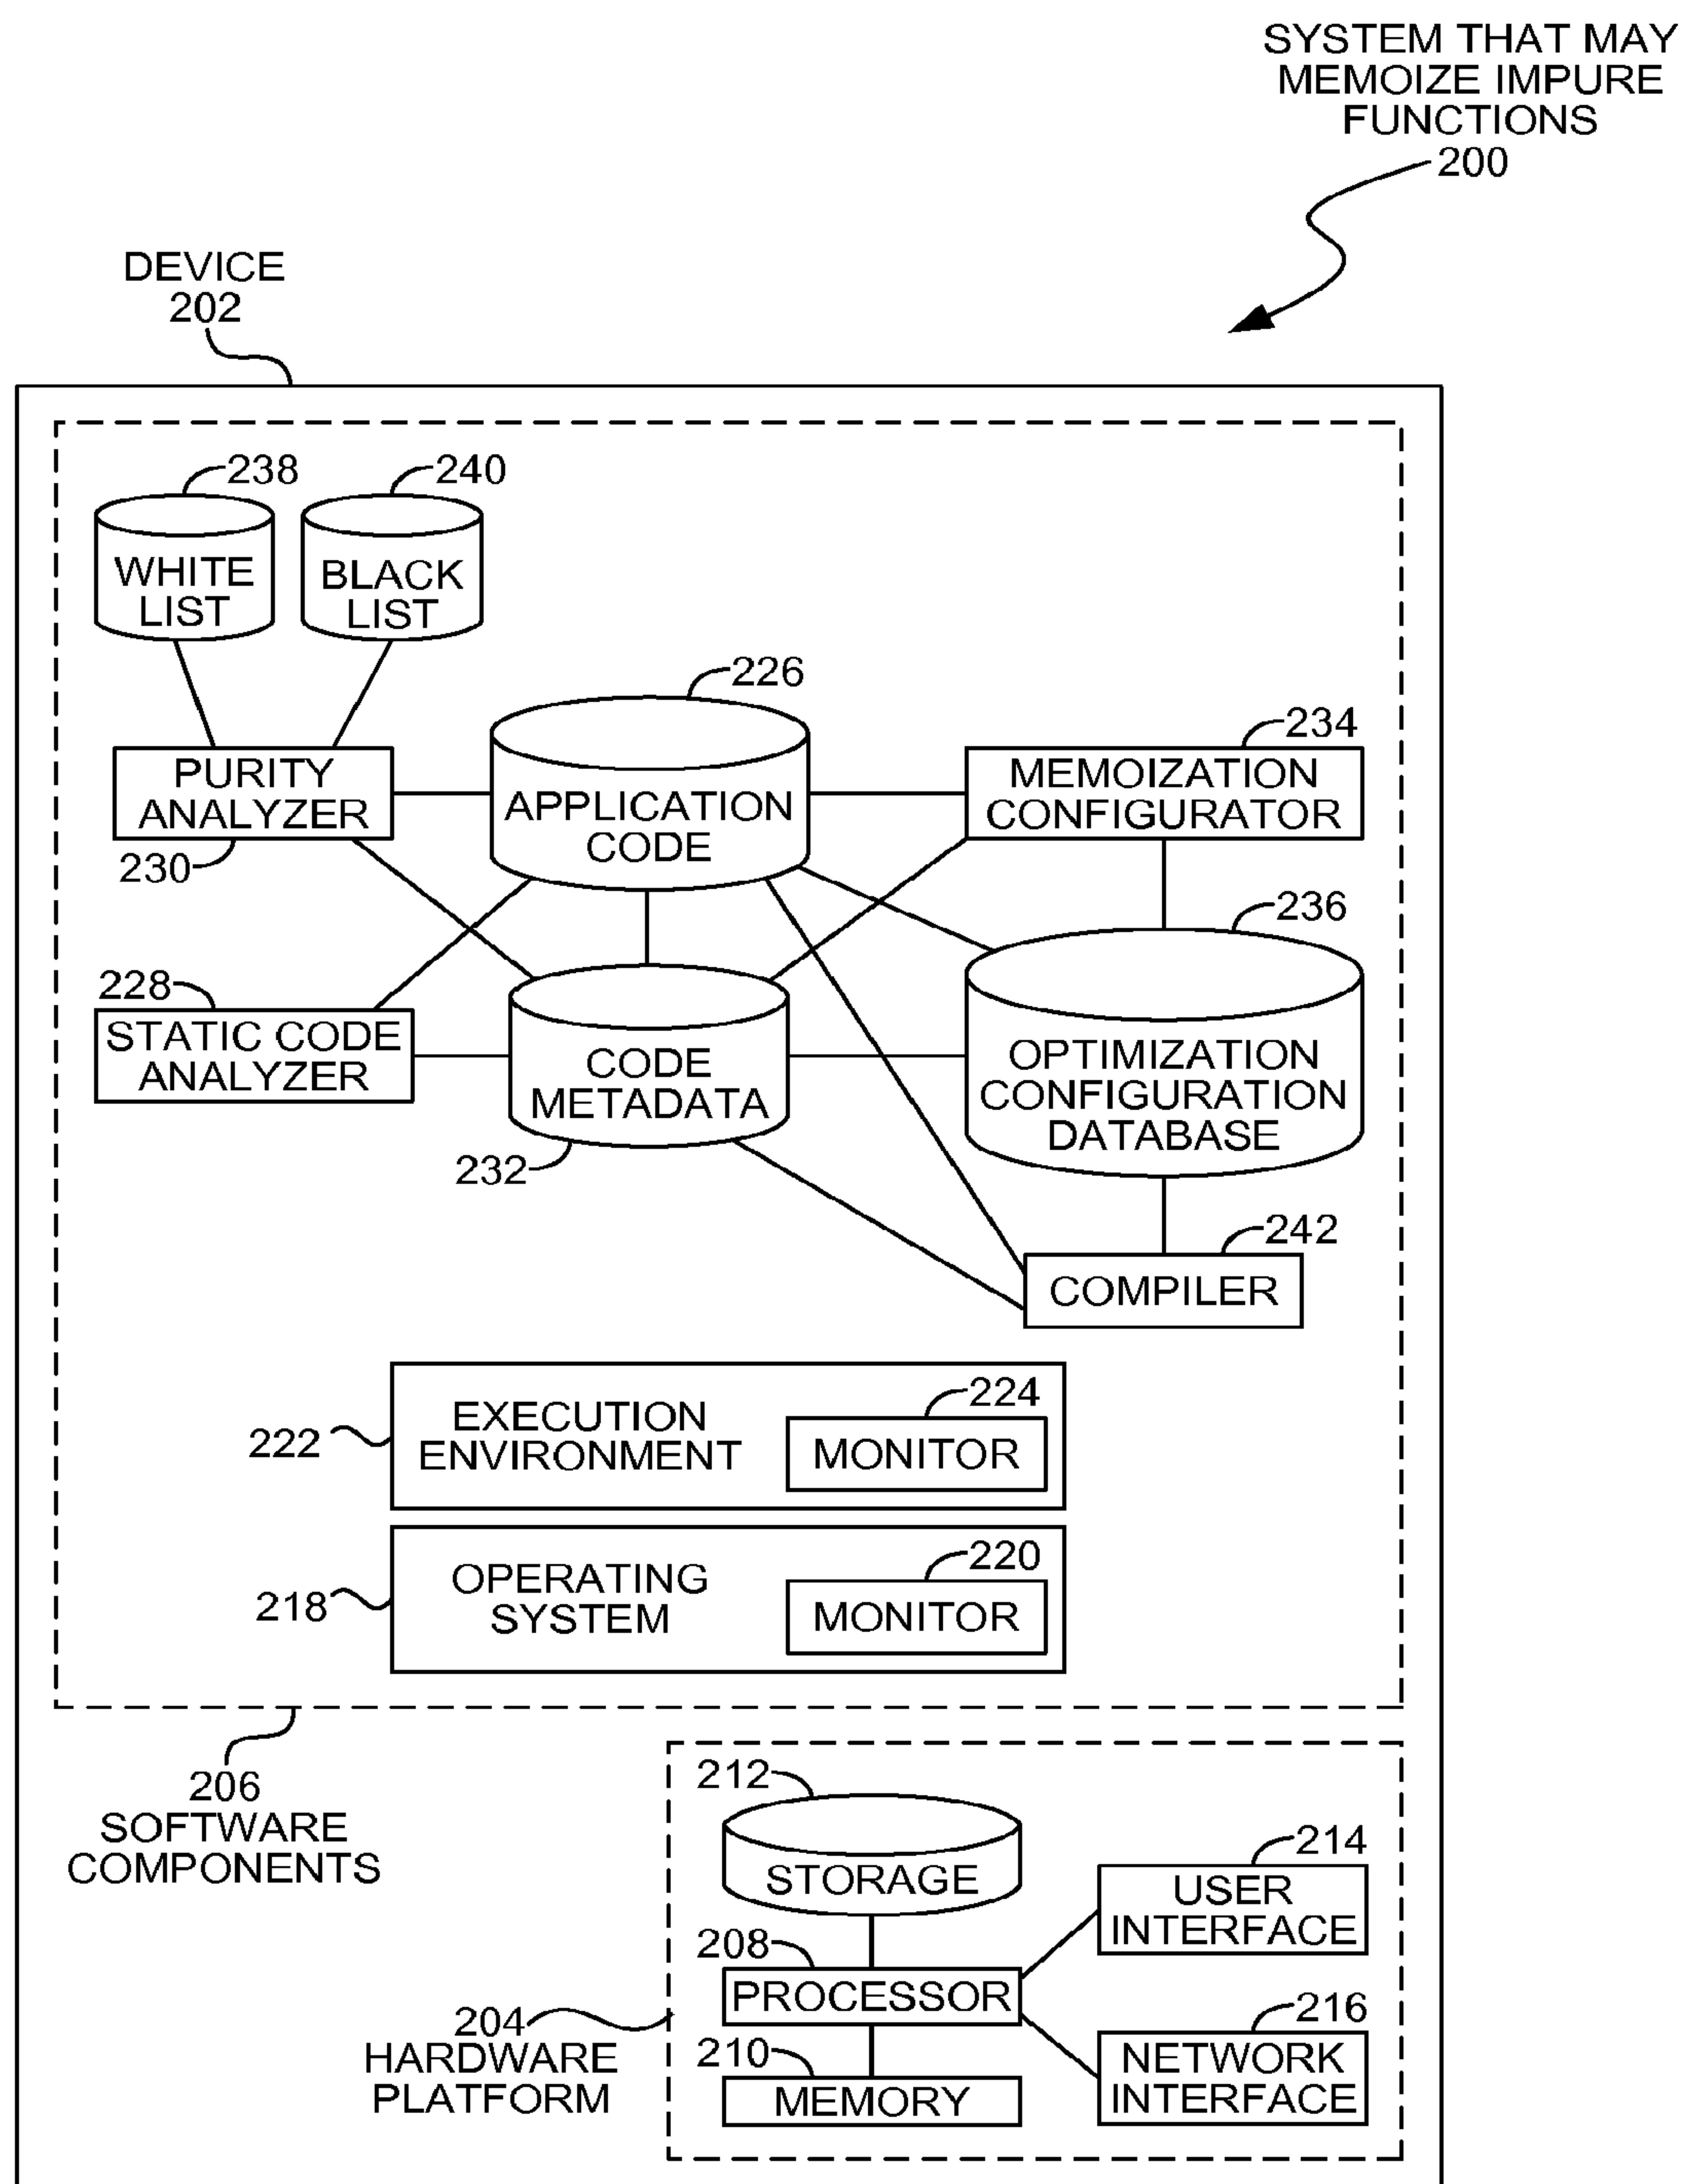 SYSTEM THAT MAY
MEMOIZE IMPURE
FUNCTIONS
200
DEVICE
202
238
240
WHITE
LIST
BLACK
LIST
226
234
PURITY
ANALYZER
APPLICATION
CODE
MEMOIZATION
CONFIGURATOR
230
236
228
STATIC CODE
ANALYZER
CODE
METADATA
OPTIMIZATION
CONFIGURATION
DATABASE
232
242
COMPILER
224
EXECUTION
ENVIRONMENT
MONITOR
222
220
OPERATING
SYSTEM
MONITOR
218
206
SOFTWARE
COMPONENTS
212
STORAGE
214
USER
INTERFACE
208
PROCESSOR
204
HARDWARE
PLATFORM
216
NETWORK
INTERFACE
210
MEMORY